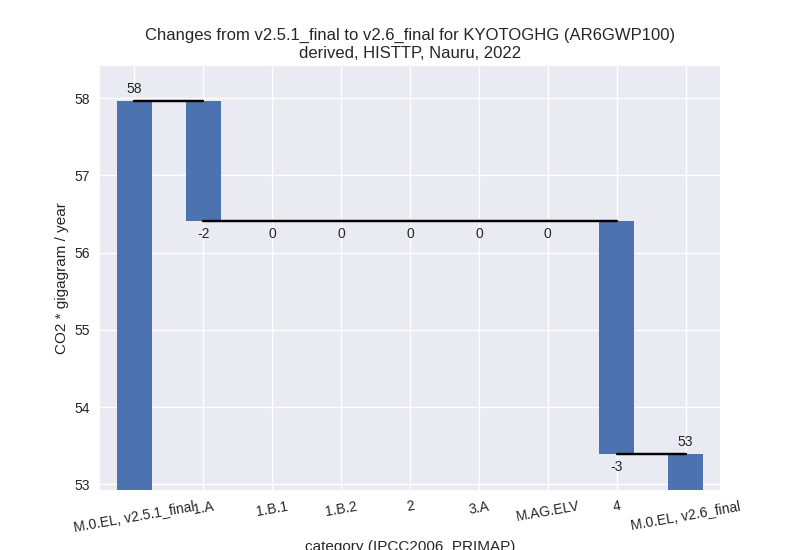 Changes from v2.5.1_final to v2.6_final for KYOTOGHG (AR6GWP100)
derived, HISTTP, Nauru, 2022
CO2 * gigagram / year
58
57
56
55
54
53
58
-2
0
0
0
0
0
-3
53
M.0.EL, v2.5.1_final
1.A
1.B.1
1.B.2
2
3.A
M.AG.ELV
4
M.0.EL, v2.6_final
category (IPCC2006_PRIMAP)